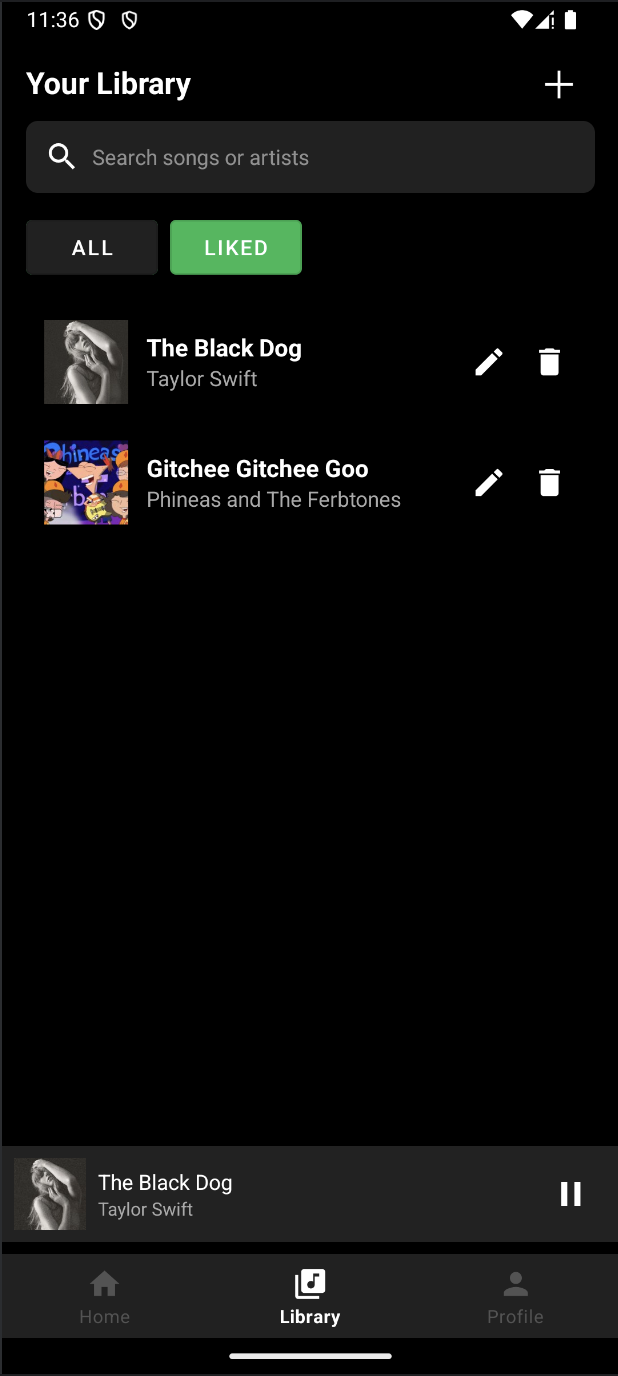 11:36
Your Library
Search songs or artists
ALL LIKED
The Black Dog
Taylor Swift
Phineas
Gitchee Gitchee Goo
Phineas and The Ferbtones
The Black Dog
Taylor Swift
Home Library Profile